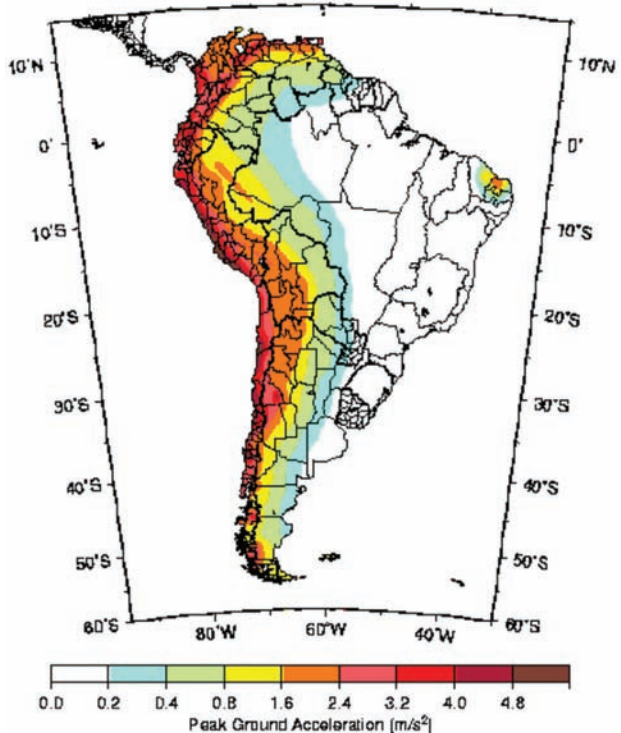 10°N 10°N
0° 0°
10°S 10°S
20°S 20°S
30°S 30°S
40°S 40°S
50°S 50°S
60°S 60°S
80°W 60°W 40°W
0.0 0.2 0.4 0.8 1.6 2.4 3.2 4.0 4.8
Peak Ground Acceleration [m/s²]